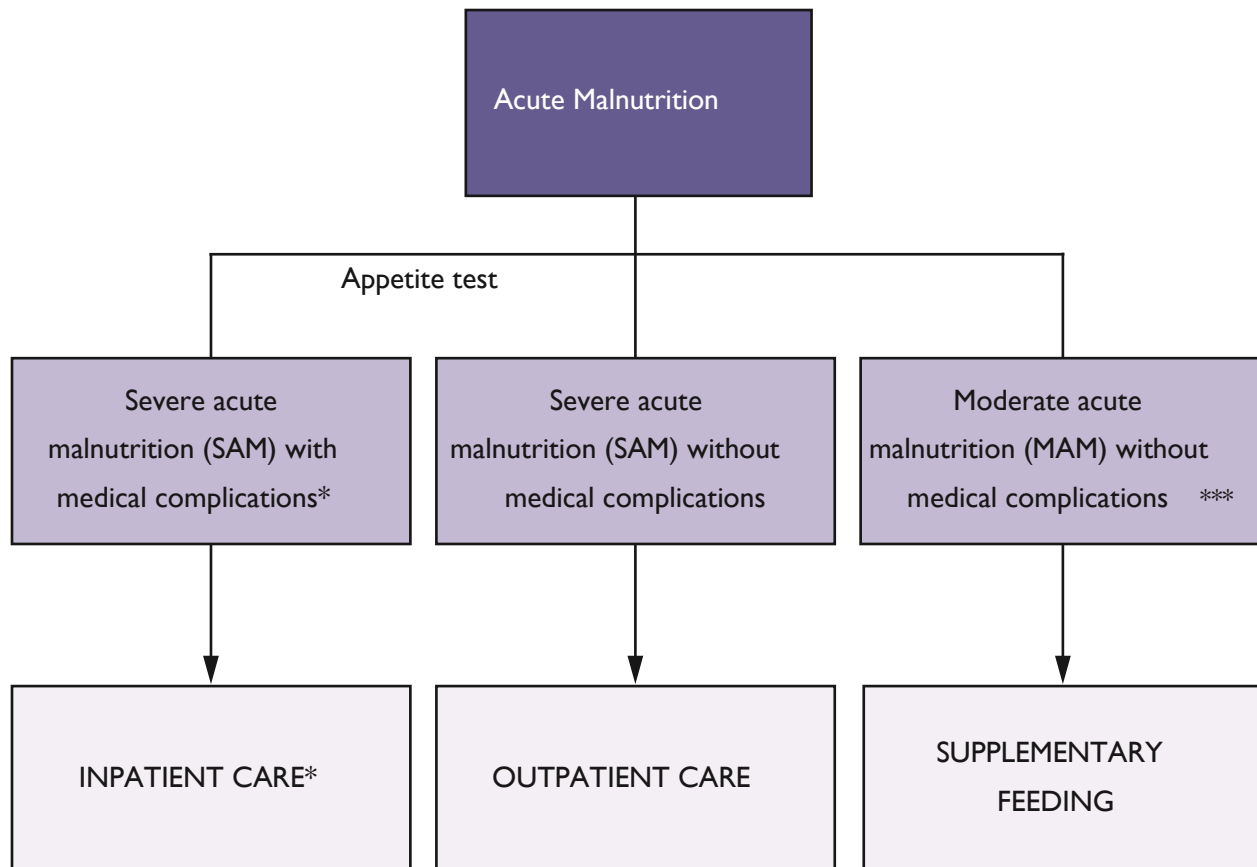 Acute Malnutrition
Appetite test
Severe acute
malnutrition (SAM) with
medical complications*
Severe acute
malnutrition (SAM) without
medical complications
Moderate acute
malnutrition (MAM) without
medical complications ***
INPATIENT CARE*
OUTPATIENT CARE
SUPPLEMENTARY
FEEDING